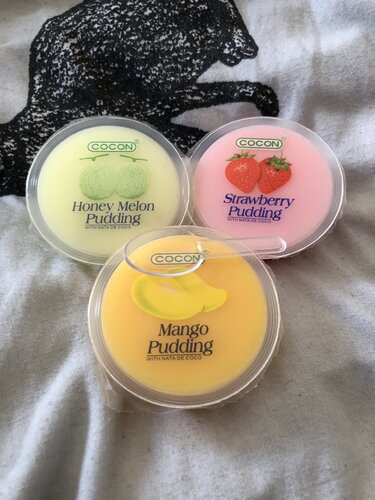 COCON®
Honey Melon
Pudding
WITH NATA DE COCO
COCON®
Strawberry
Pudding
WITH NATA DE COCO
COCON®
Mango
Pudding
WITH NATA DE COCO